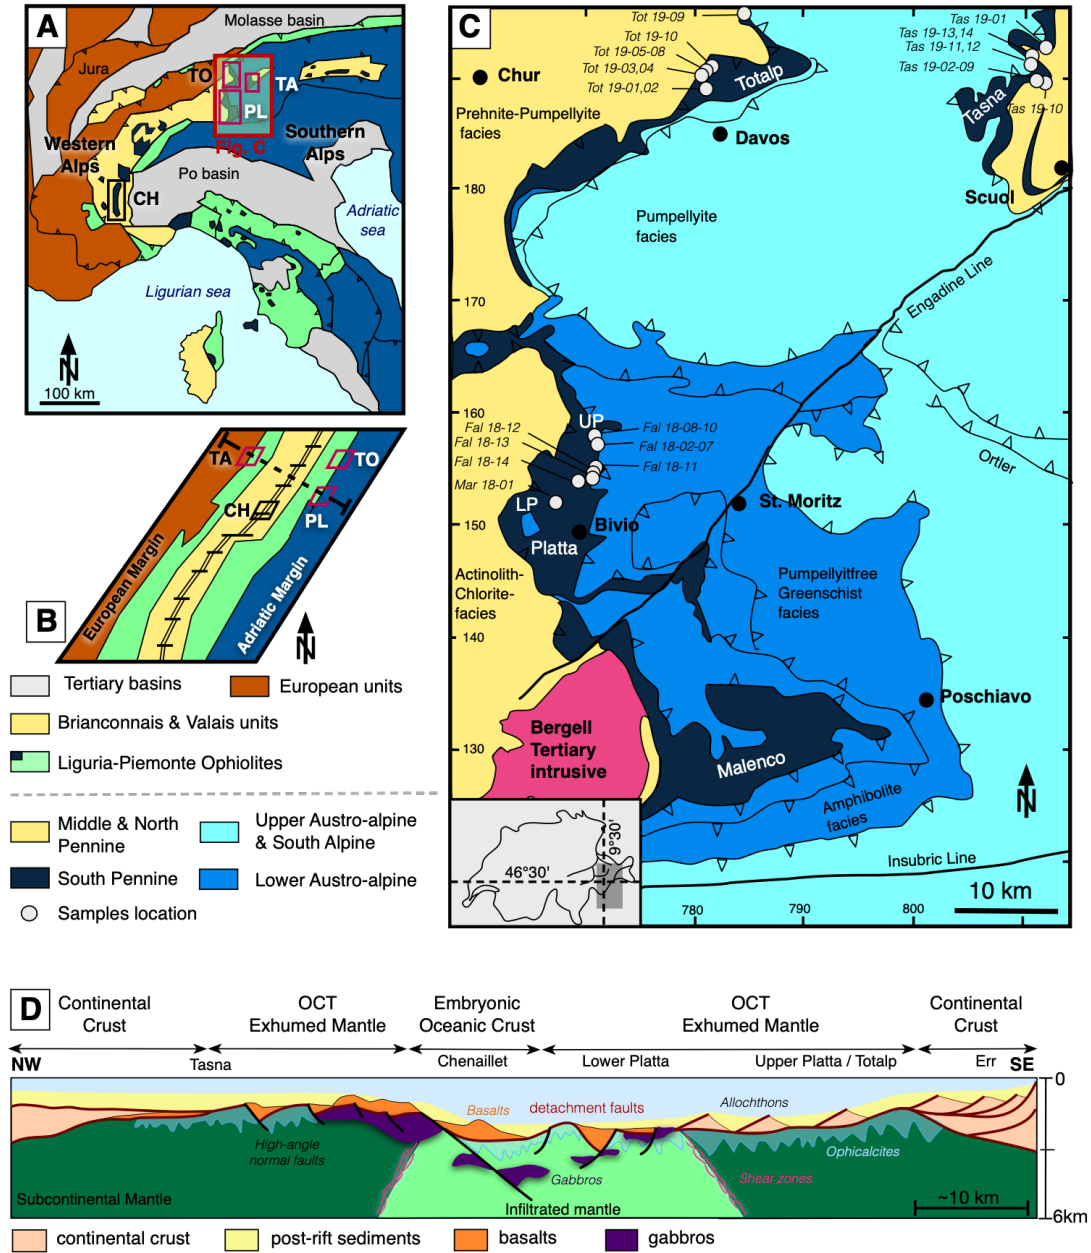 A
Molasse basin
Jura
TO
TA
PL
Fig. C
Western
Alps
Southern
Alps
Po basin
CH
Adriatic
sea
Ligurian sea
N
100 km
B
TA
TO
CH
PL
European Margin
Adriatic Margin
N
Tertiary basins
European units
Brianconnais & Valais units
Liguria-Piemonte Ophiolites
Middle & North
Pennine
Upper Austro-alpine
& South Alpine
South Pennine
Lower Austro-alpine
Samples location
C
Tot 19-09
Tot 19-10
Tot 19-05-08
Tot 19-03,04
Tot 19-01,02
Totalp
Chur
Davos
Prehnite-Pumpellyite
facies
Tas 19-01
Tas 19-13,14
Tas 19-11,12
Tas 19-02-09
Tas 19-10
Tasna
Scuol
180
Pumpellyite
facies
Engadine Line
170
160
UP
Fal 18-12
Fal 18-13
Fal 18-14
Mar 18-01
Fal 18-08-10
Fal 18-02-07
Fal 18-11
Ortler
LP
Bivio
St. Moritz
150
Platta
Actinolith-
Chlorite-
facies
Pumpellyitfree
Greenschist
facies
140
Poschiavo
Bergell
Tertiary
intrusive
130
Malenco
Amphibolite
facies
N
Insubric Line
46°30'
9°30'
10 km
780
790
800
D
Continental
Crust
OCT
Exhumed Mantle
Embryonic
Oceanic Crust
OCT
Exhumed Mantle
Continental
Crust
NW
Tasna
Chenaillet
Lower Platta
Upper Platta / Totalp
Err
SE
0
Basalts
detachment faults
Allochthons
High-angle
normal faults
Ophicalcites
Gabbros
Shear zones
Subcontinental Mantle
Infiltrated mantle
~10 km
6km
continental crust
post-rift sediments
basalts
gabbros